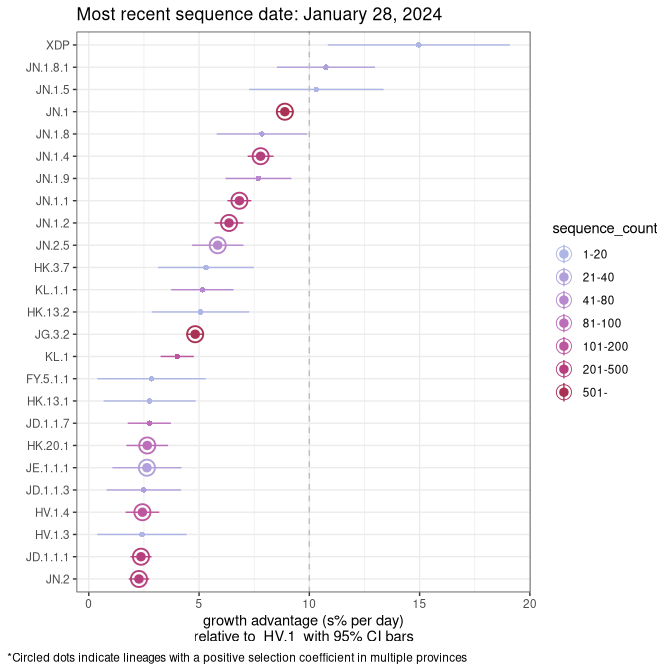 Most recent sequence date: January 28, 2024
XDP
JN.1.8.1
JN.1.5
JN.1
JN.1.8
JN.1.4
JN.1.9
JN.1.1
JN.1.2
JN.2.5
HK.3.7
KL.1.1
HK.13.2
JG.3.2
KL.1
FY.5.1.1
HK.13.1
JD.1.1.7
HK.20.1
JE.1.1.1
JD.1.1.3
HV.1.4
HV.1.3
JD.1.1.1
JN.2
0 5 10 15 20
growth advantage (s% per day)
relative to HV.1 with 95% CI bars
sequence_count
1-20
21-40
41-80
81-100
101-200
201-500
501-
*Circled dots indicate lineages with a positive selection coefficient in multiple provinces